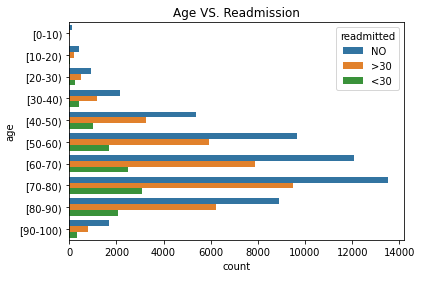 Age VS. Readmission
readmitted
NO
>30
<30
age
[0-10)
[10-20)
[20-30)
[30-40)
[40-50)
[50-60)
[60-70)
[70-80)
[80-90)
[90-100)
0 2000 4000 6000 8000 10000 12000 14000
count